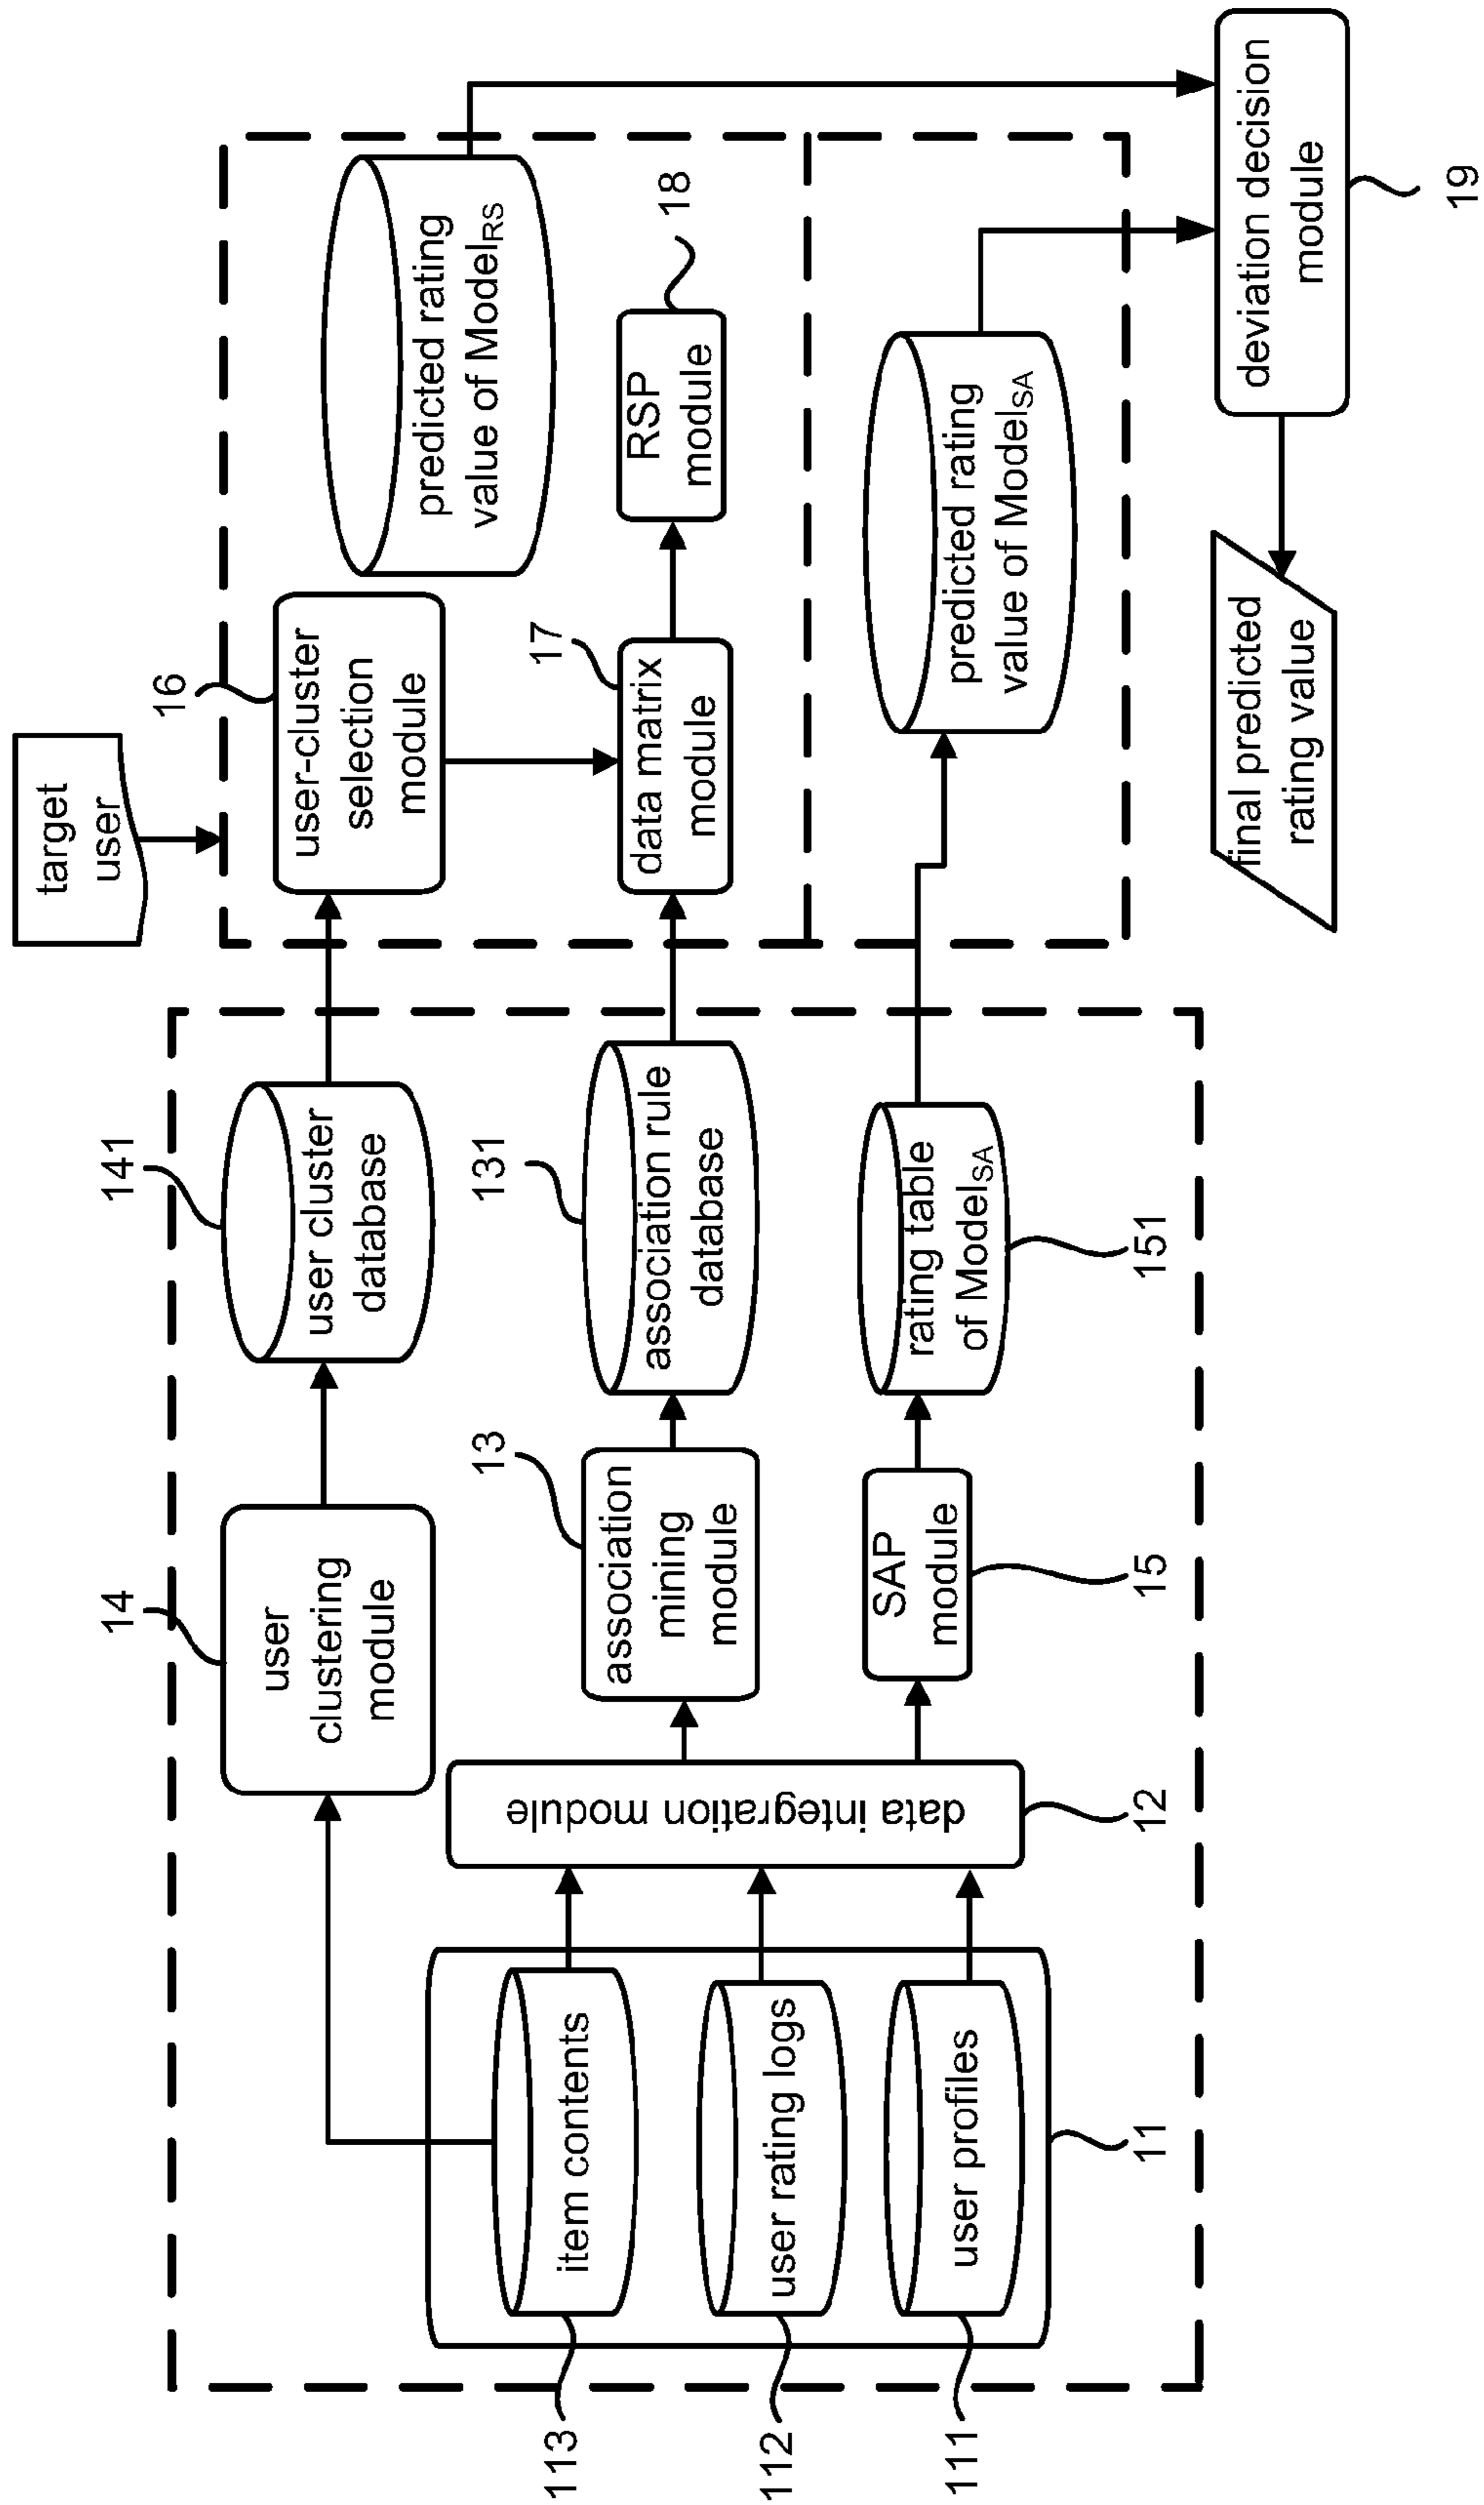 target
user
16
user-cluster
selection
module
predicted rating
value of ModelRS
17
data matrix
module
RSP
module
18
predicted rating
value of ModelSA
deviation decision
module
19
final predicted
rating value
14
user
clustering
module
141
user cluster
database
13
association
mining
module
131
association rule
database
SAP
module
15
rating table
of ModelSA
151
data integration module
12
item contents
113
user rating logs
112
user profiles
111
11